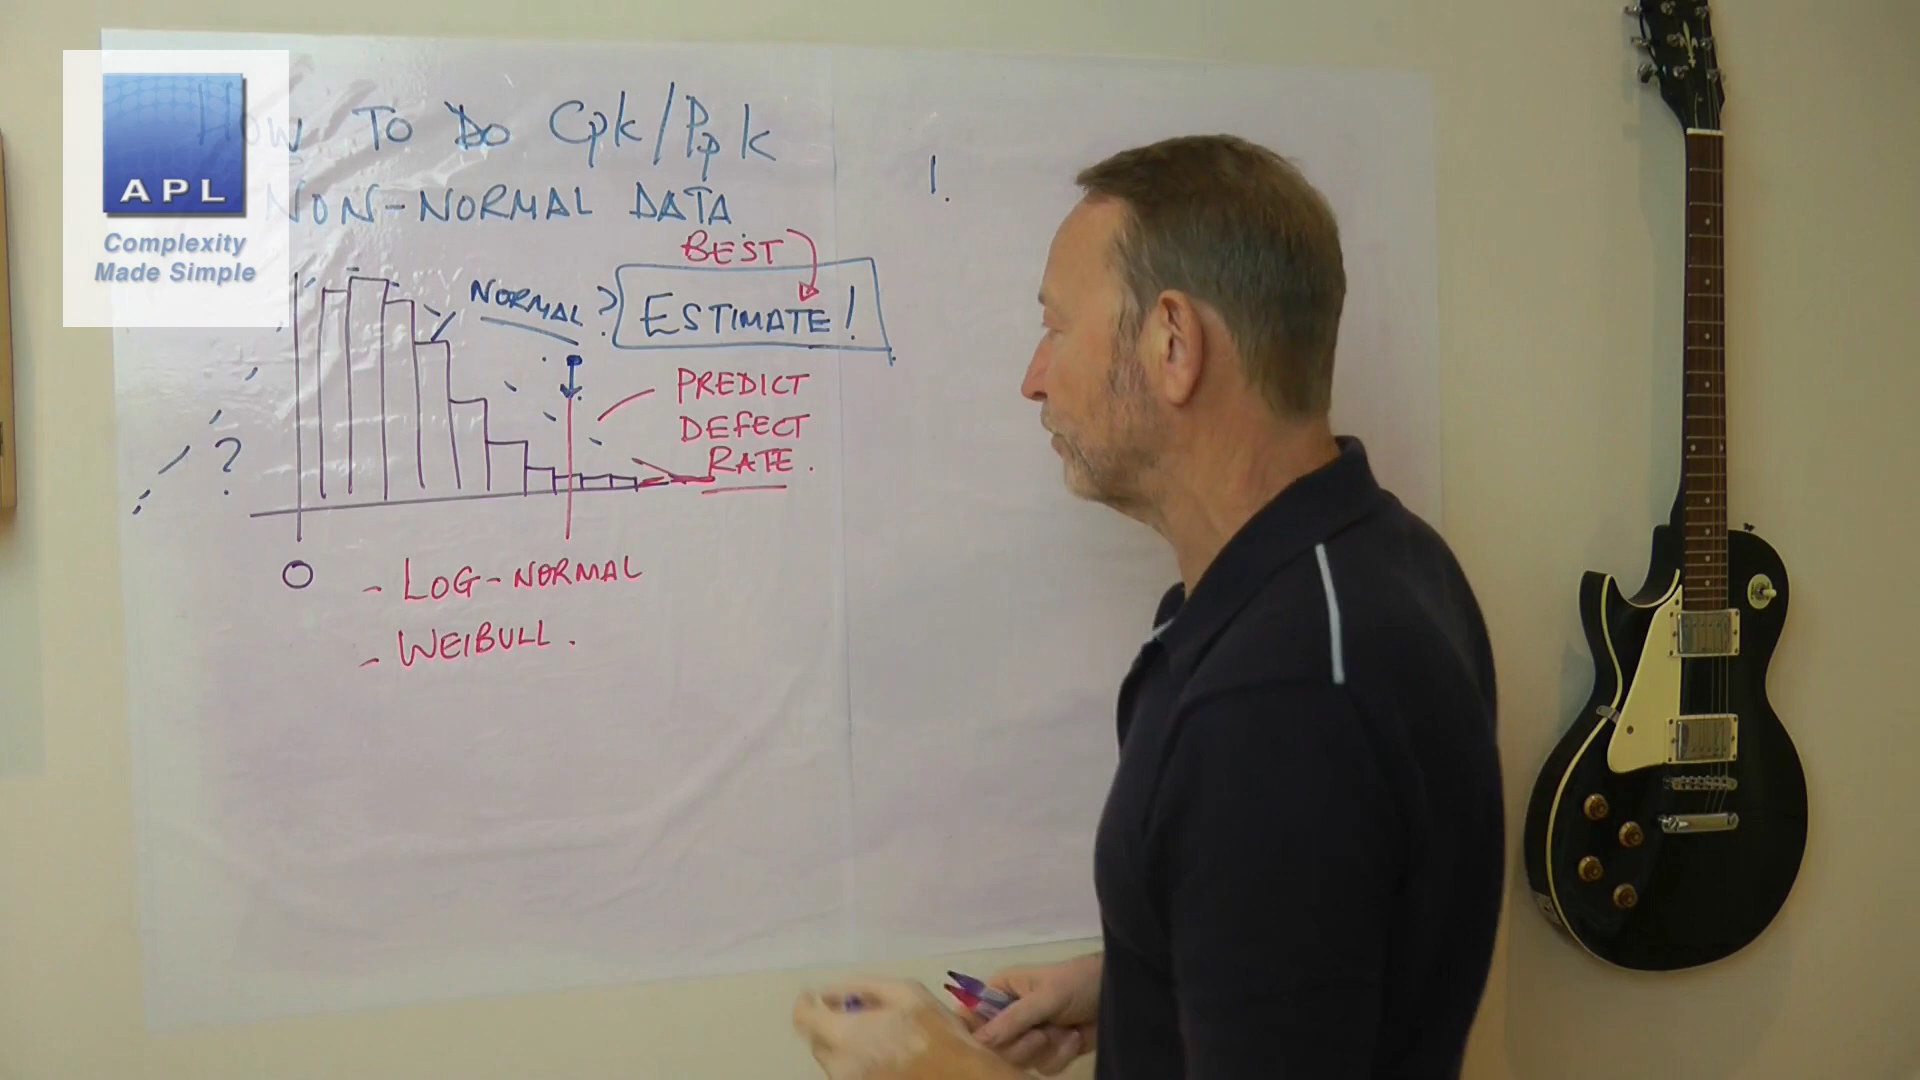 APL
Complexity
Made Simple
HOW TO DO Cpk/Ppk
NON-NORMAL DATA
BEST
NORMAL ?
ESTIMATE!
PREDICT
DEFECT
RATE.
?
O
- LOG-NORMAL
- WEIBULL.
1.